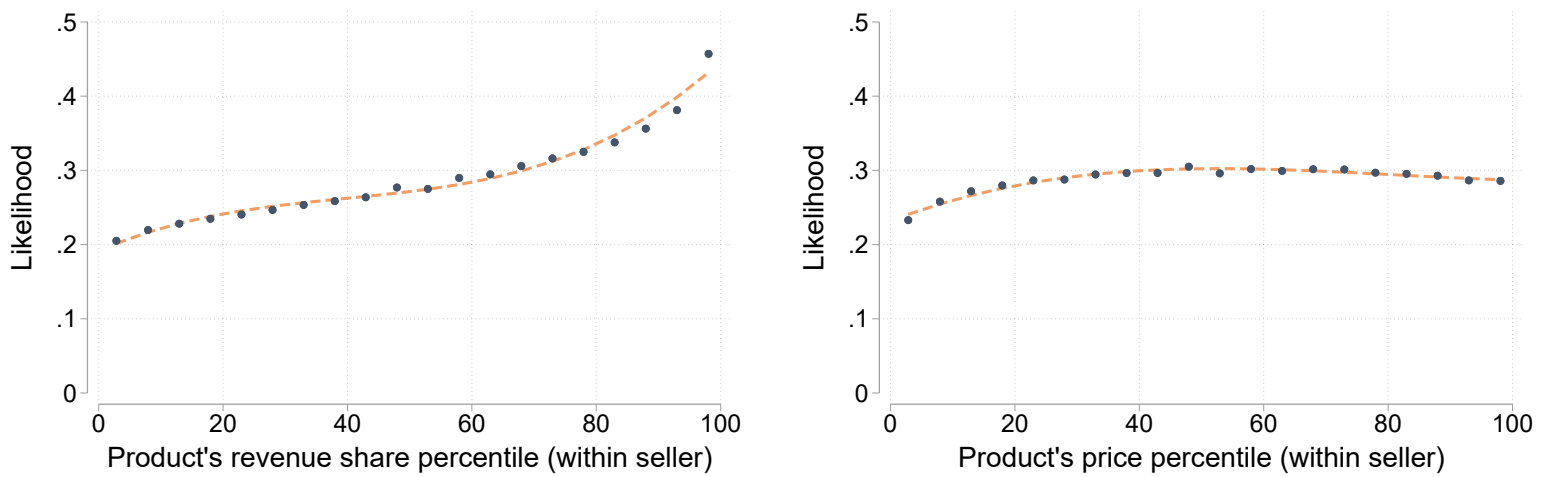 .5
.4
.3
.2
.1
0
Likelihood
0 20 40 60 80 100
Product's revenue share percentile (within seller)
.5
.4
.3
.2
.1
0
Likelihood
0 20 40 60 80 100
Product's price percentile (within seller)